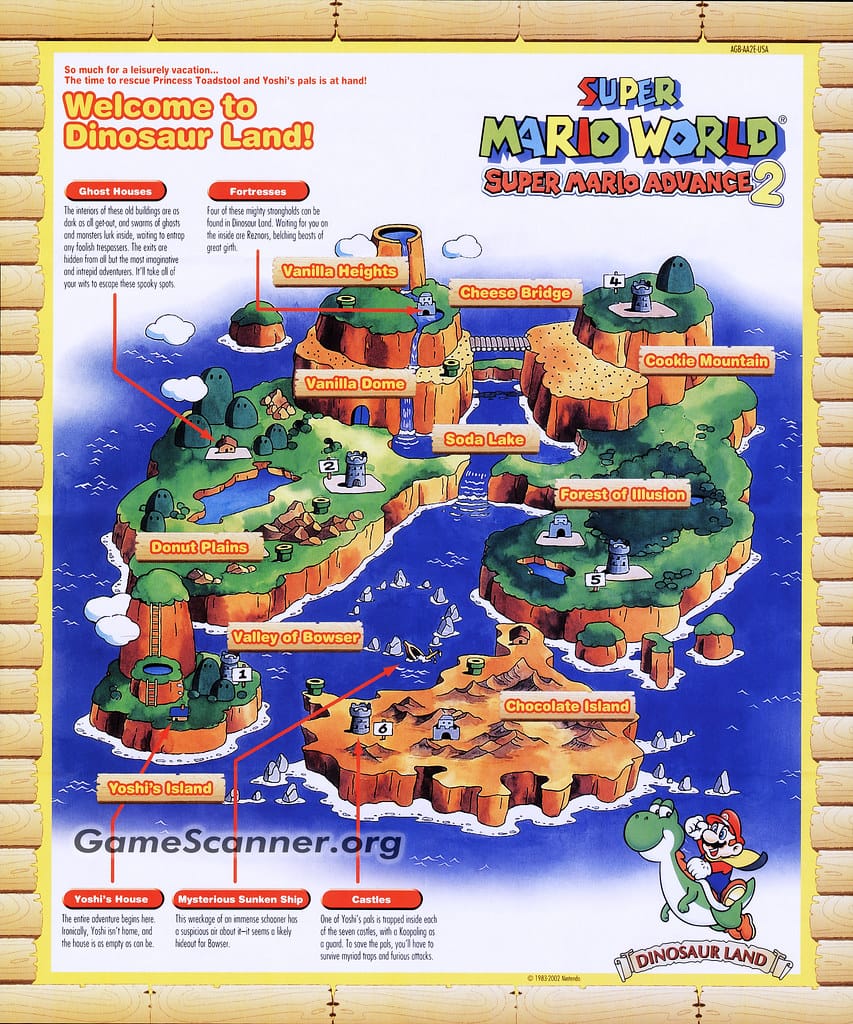 AGB-AA2E-USA
So much for a leisurely vacation...
The time to rescue Princess Toadstool and Yoshi's pals is at hand!
Welcome to
Dinosaur Land!
SUPER
MARIO WORLD®
SUPER MARIO ADVANCE 2
Ghost Houses
The interiors of these old buildings are as
dark as all get-out, and swarms of ghosts
and monsters lurk inside, waiting to entrap
any foolish trespassers. The exits are
hidden from all but the most imaginative
and intrepid adventurers. It'll take all of
your wits to escape these spooky spots.
Fortresses
Four of these mighty strongholds can be
found in Dinosaur Land. Waiting for you on
the inside are Reznors, belching beasts of
great girth.
Vanilla Heights
Cheese Bridge
4
Cookie Mountain
Vanilla Dome
Soda Lake
2
Forest of Illusion
Donut Plains
5
Valley of Bowser
1
Chocolate Island
6
Yoshi's Island
GameScanner.org
Yoshi's House
The entire adventure begins here.
Ironically, Yoshi isn't home, and
the house is as empty as can be.
Mysterious Sunken Ship
This wreckage of an immense schooner has
a suspicious air about it—it seems a likely
hideout for Bowser.
Castles
One of Yoshi's pals is trapped inside each
of the seven castles, with a Koopaling as
a guard. To save the pals, you'll have to
survive myriad traps and furious attacks.
DINOSAUR LAND
© 1983-2002 Nintendo